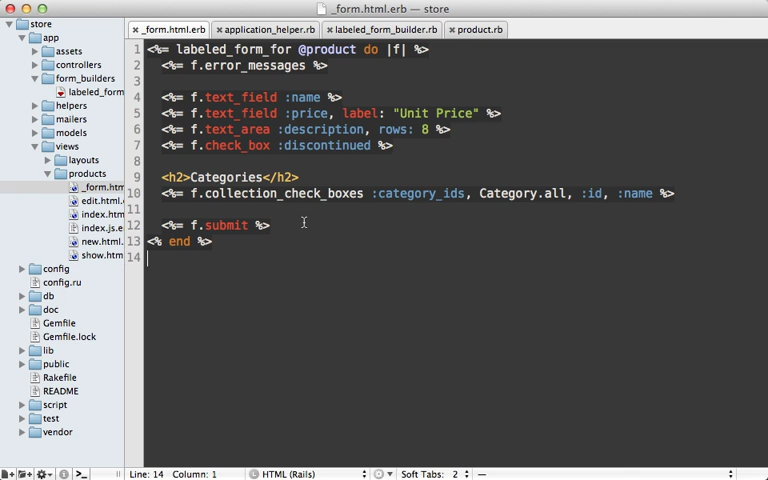 _form.html.erb — store
store
app
assets
controllers
form_builders
labeled_form
helpers
mailers
models
views
layouts
products
_form.htm
edit.html.
index.htm
index.js.e
new.html.
show.htm
config
config.ru
db
doc
Gemfile
Gemfile.lock
lib
public
Rakefile
README
script
test
vendor
_form.html.erb application_helper.rb labeled_form_builder.rb product.rb
1 <%= labeled_form_for @product do |f| %>
2 <%= f.error_messages %>
3
4 <%= f.text_field :name %>
5 <%= f.text_field :price, label: "Unit Price" %>
6 <%= f.text_area :description, rows: 8 %>
7 <%= f.check_box :discontinued %>
8
9 <h2>Categories</h2>
10 <%= f.collection_check_boxes :category_ids, Category.all, :id, :name %>
11
12 <%= f.submit %>
13 <% end %>
14
Line: 14 Column: 1 HTML (Rails) Soft Tabs: 2 —